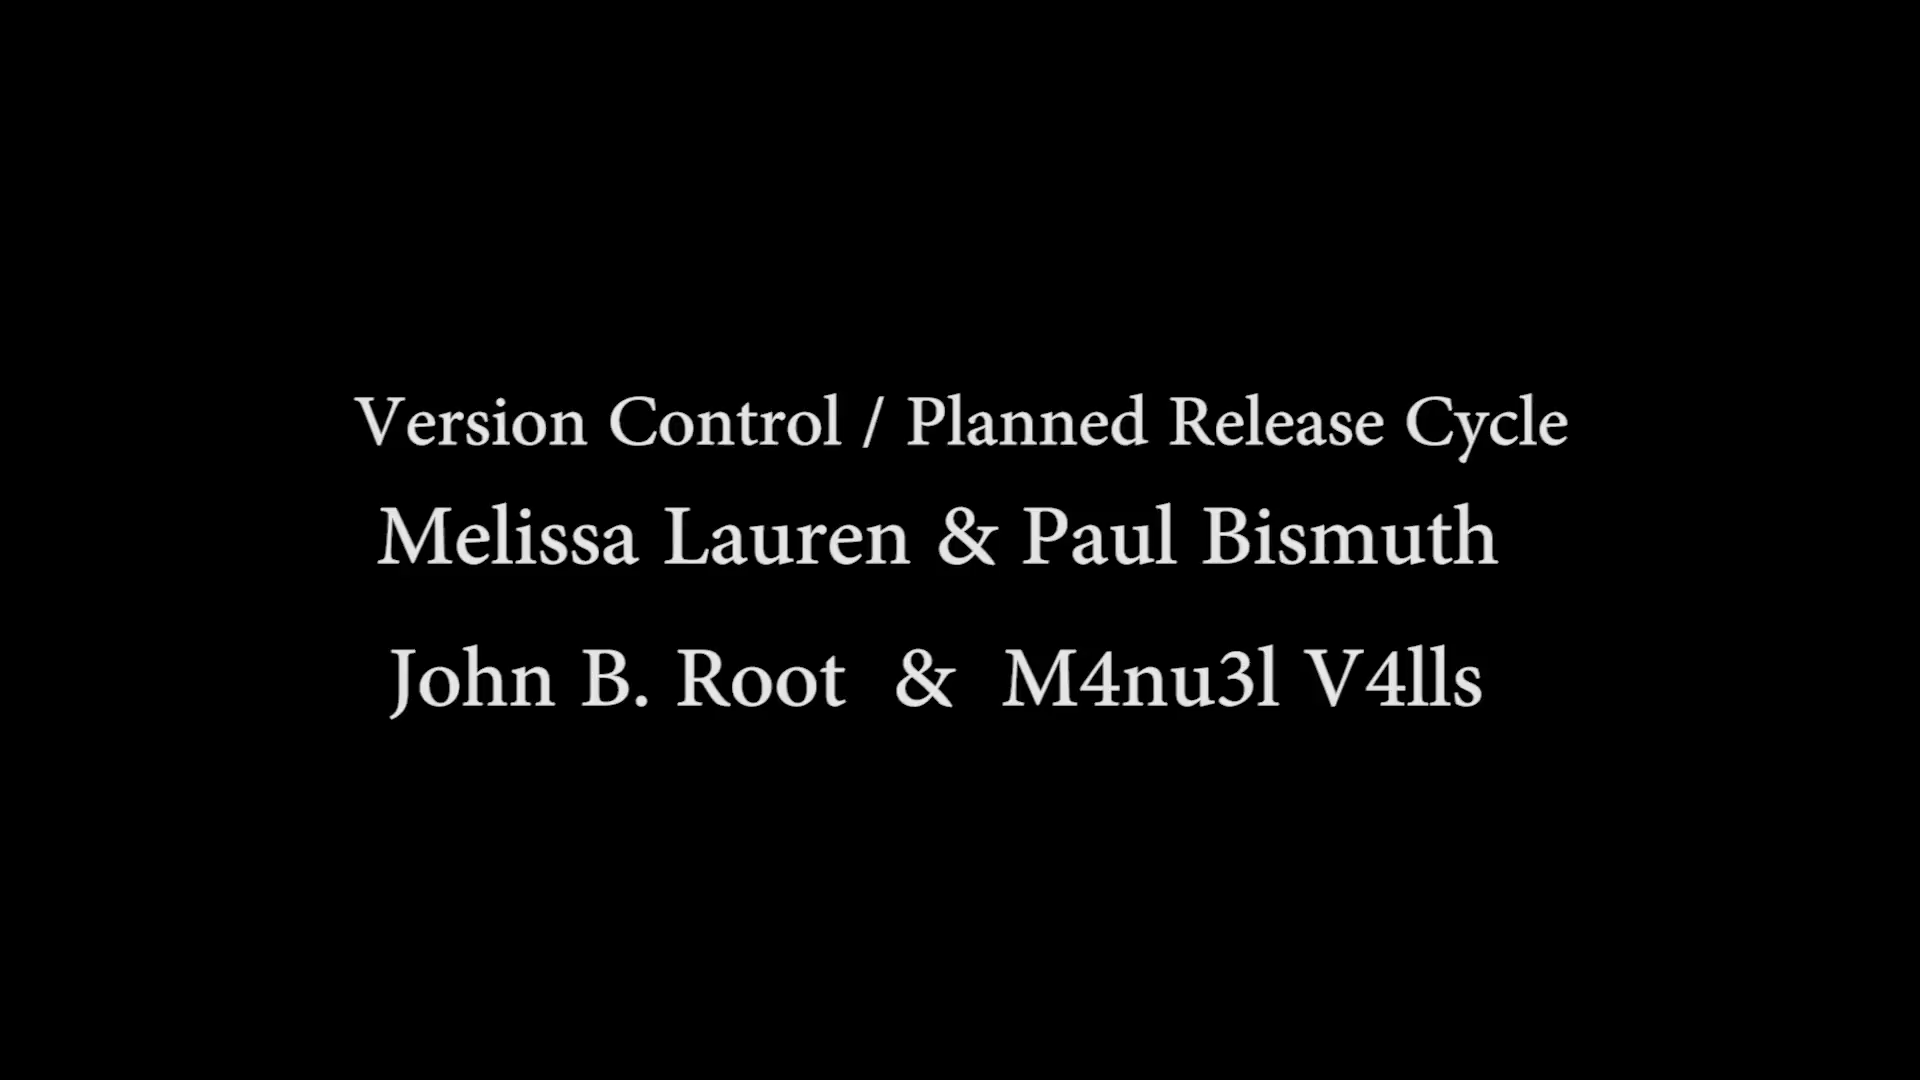 Version Control / Planned Release Cycle
Melissa Lauren & Paul Bismuth
John B. Root & M4nu3l V4lls